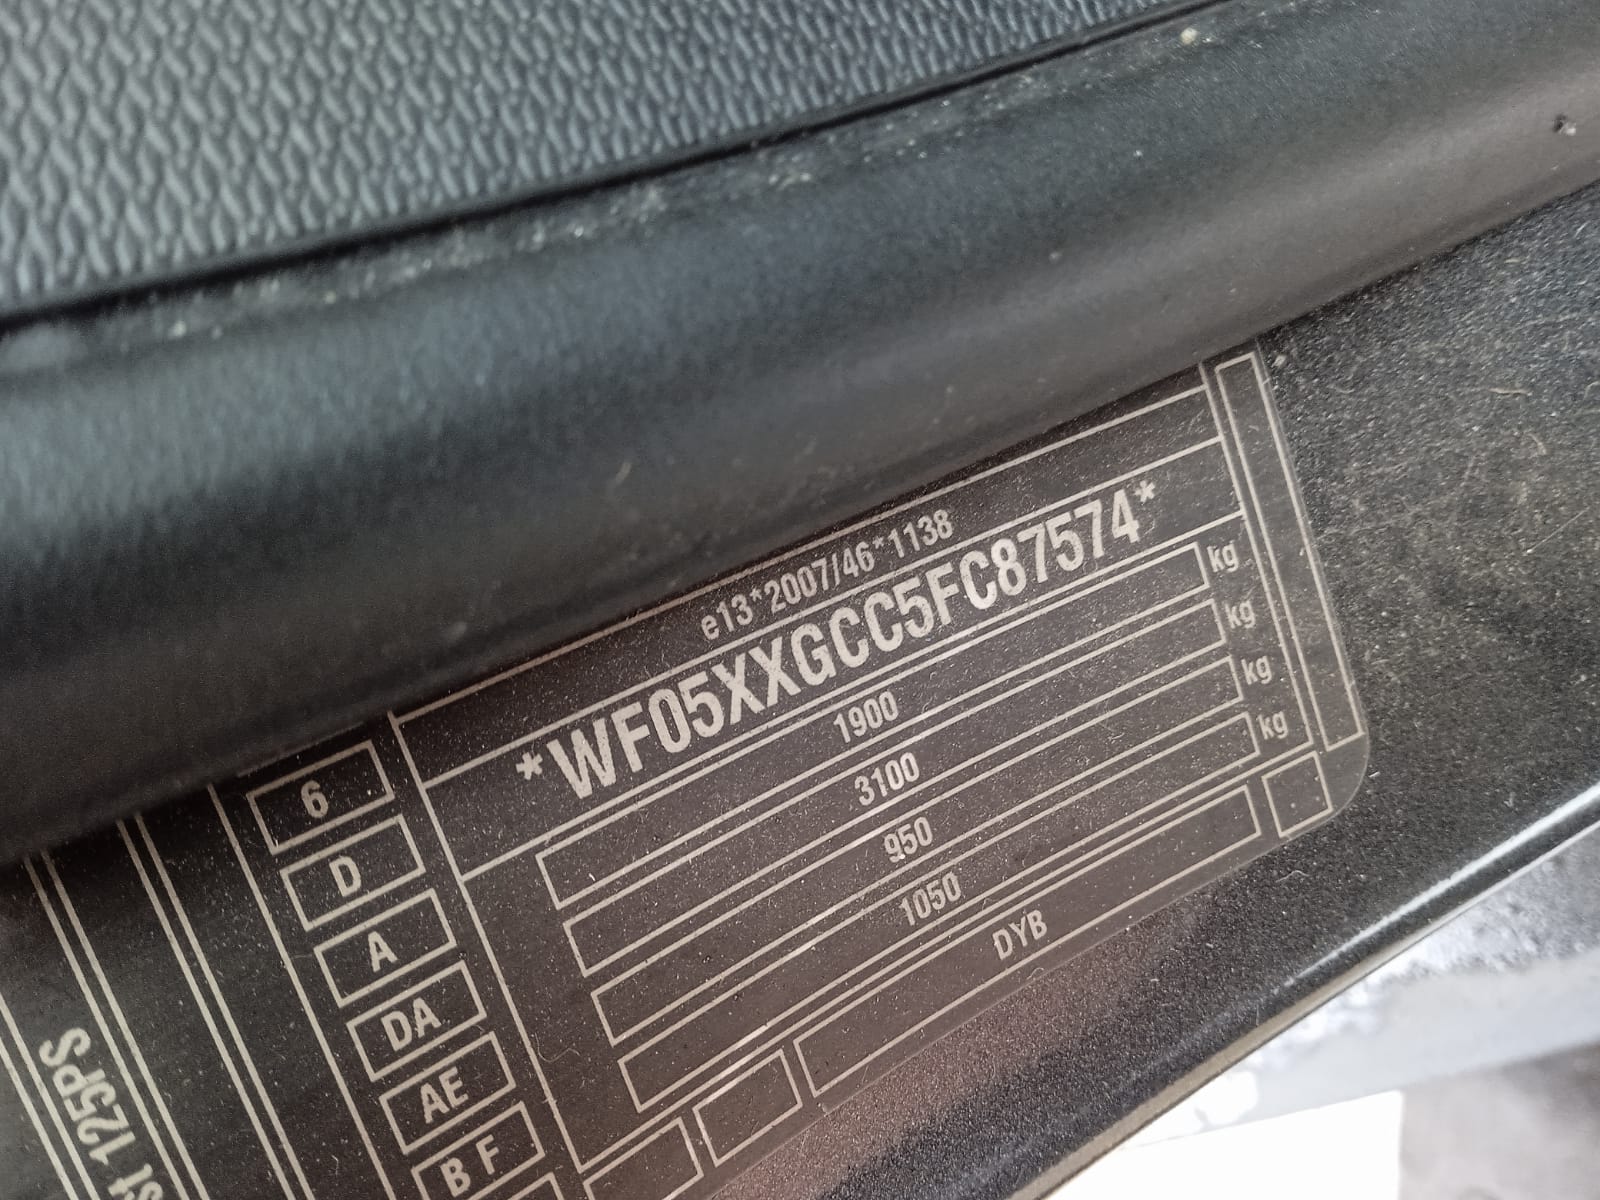 e13*2007/46*1138
*WF05XXGCC5FC87574*
1900 kg
3100 kg
950 kg
1050 kg
DYB
6
D
A
DA
AE
B F
125PS